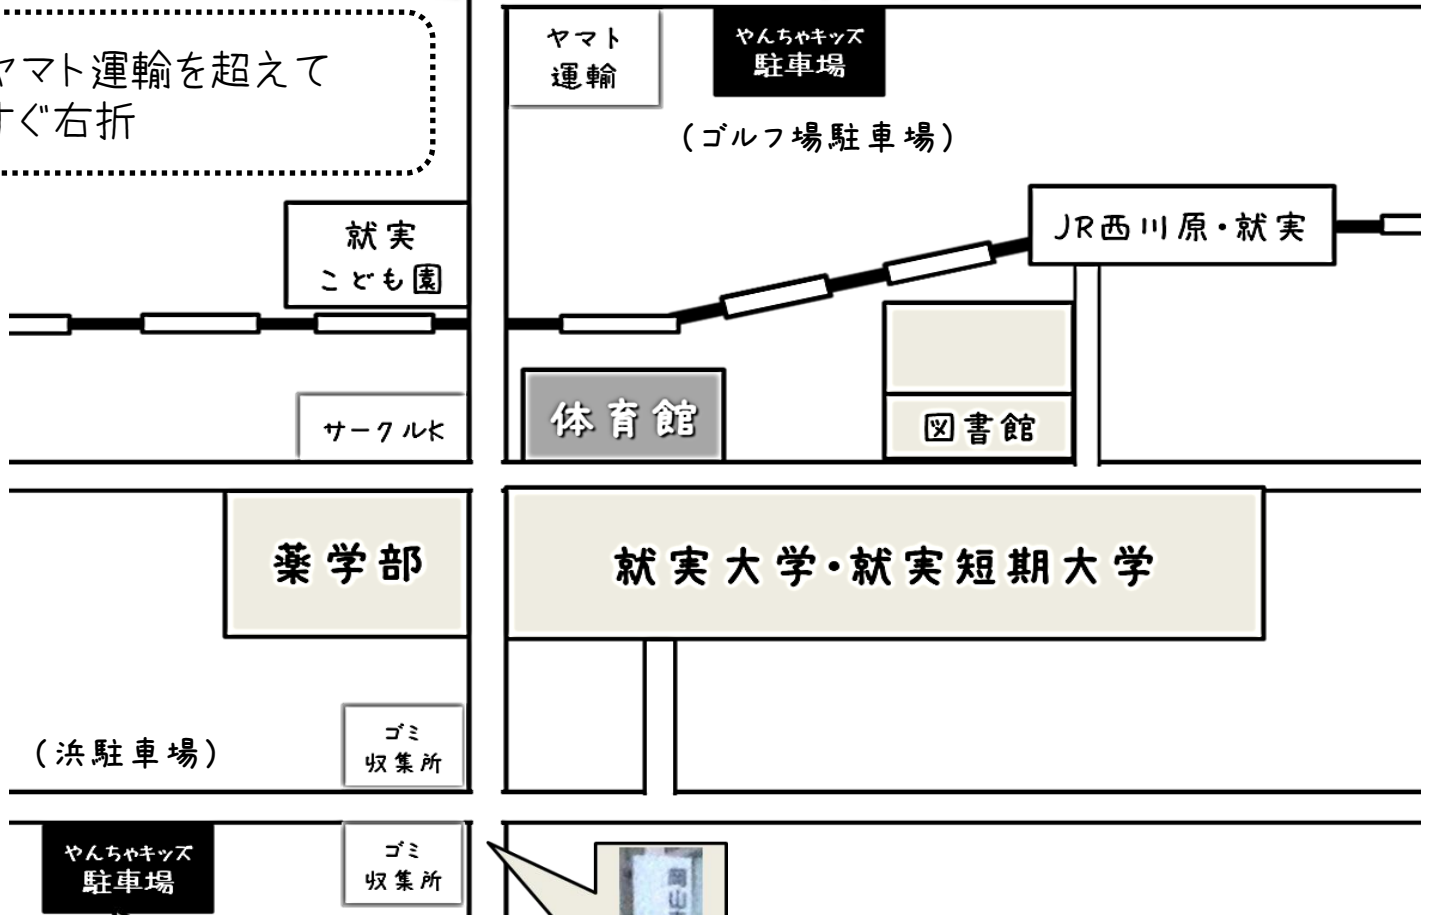 ヤマト運輸を超えて
すぐ右折
ヤマト
運輸
やんちゃキッズ
駐車場
(ゴルフ場駐車場)
就実
こども園
JR西川原・就実
サークルK
体育館
図書館
薬学部
就実大学・就実短期大学
(浜駐車場)
ゴミ
収集所
やんちゃキッズ
駐車場
ゴミ
収集所